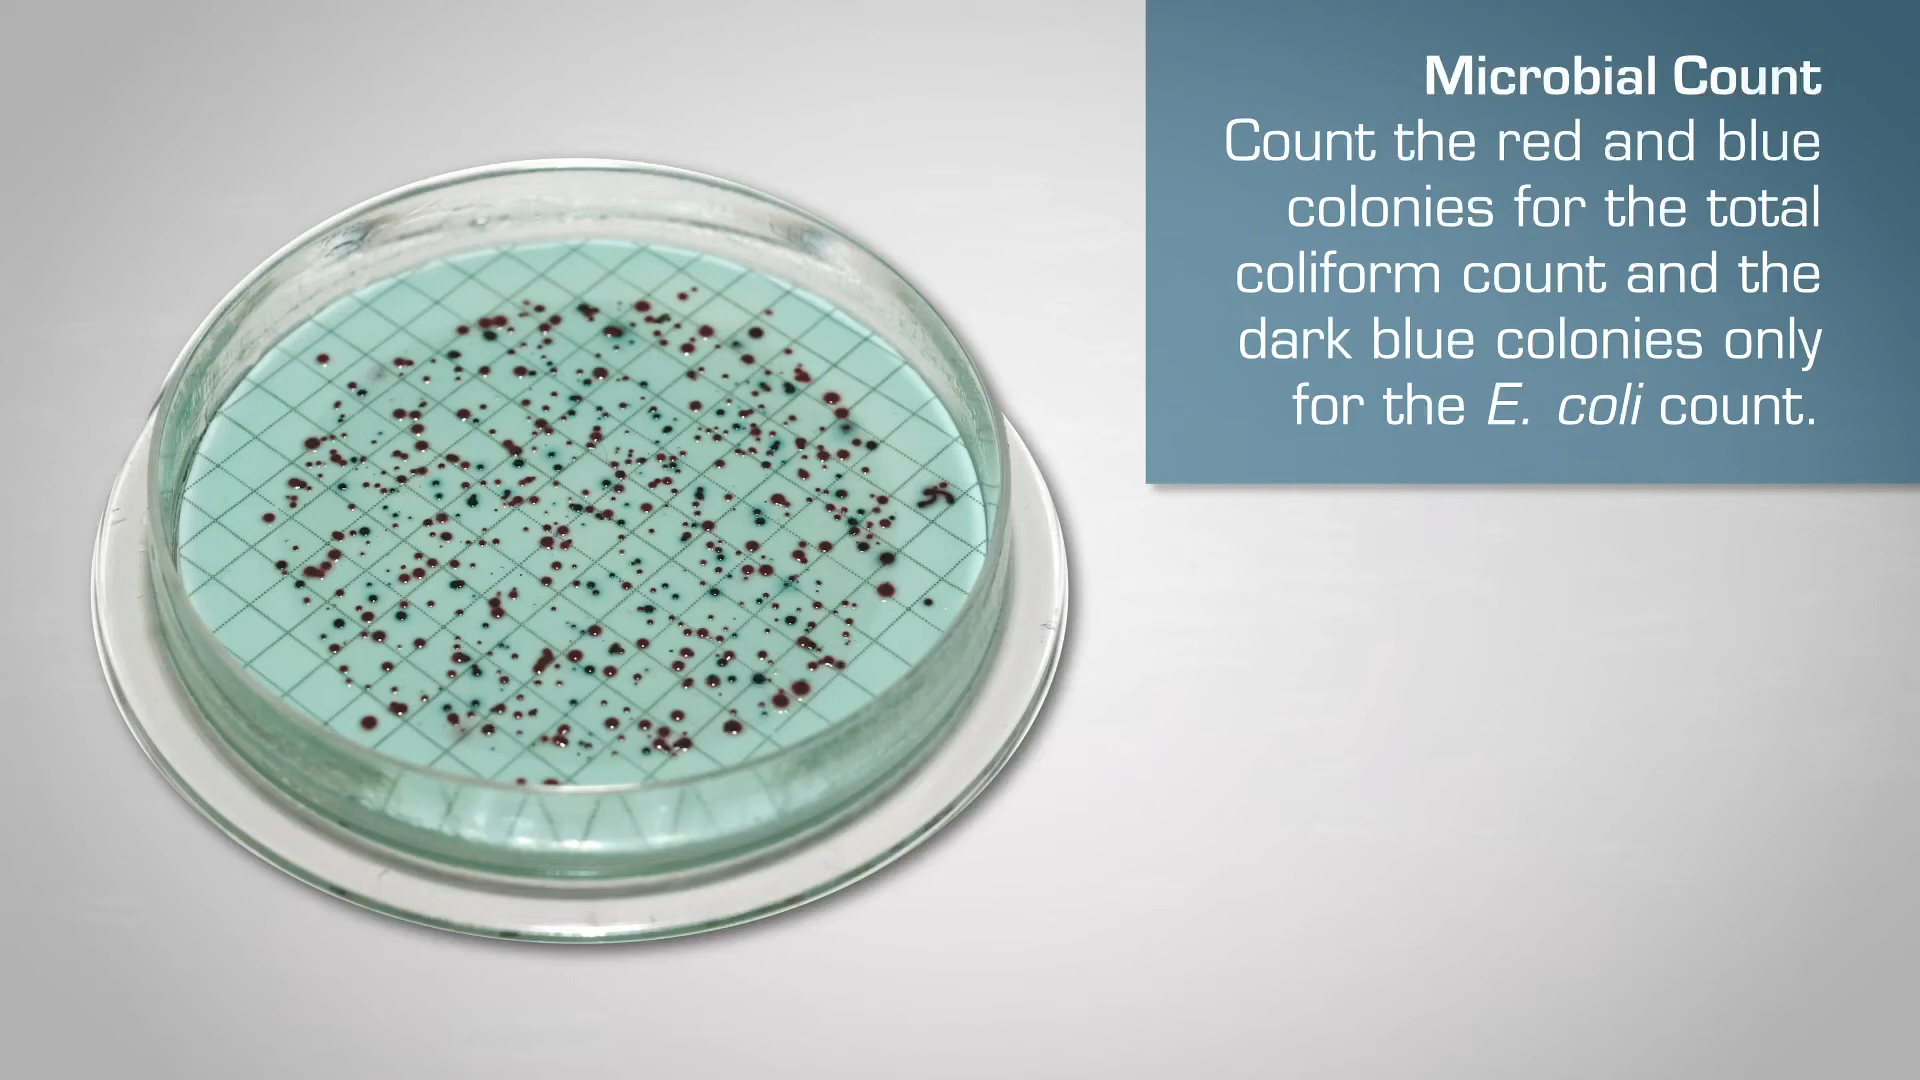 Microbial Count
Count the red and blue
colonies for the total
coliform count and the
dark blue colonies only
for the E. coli count.